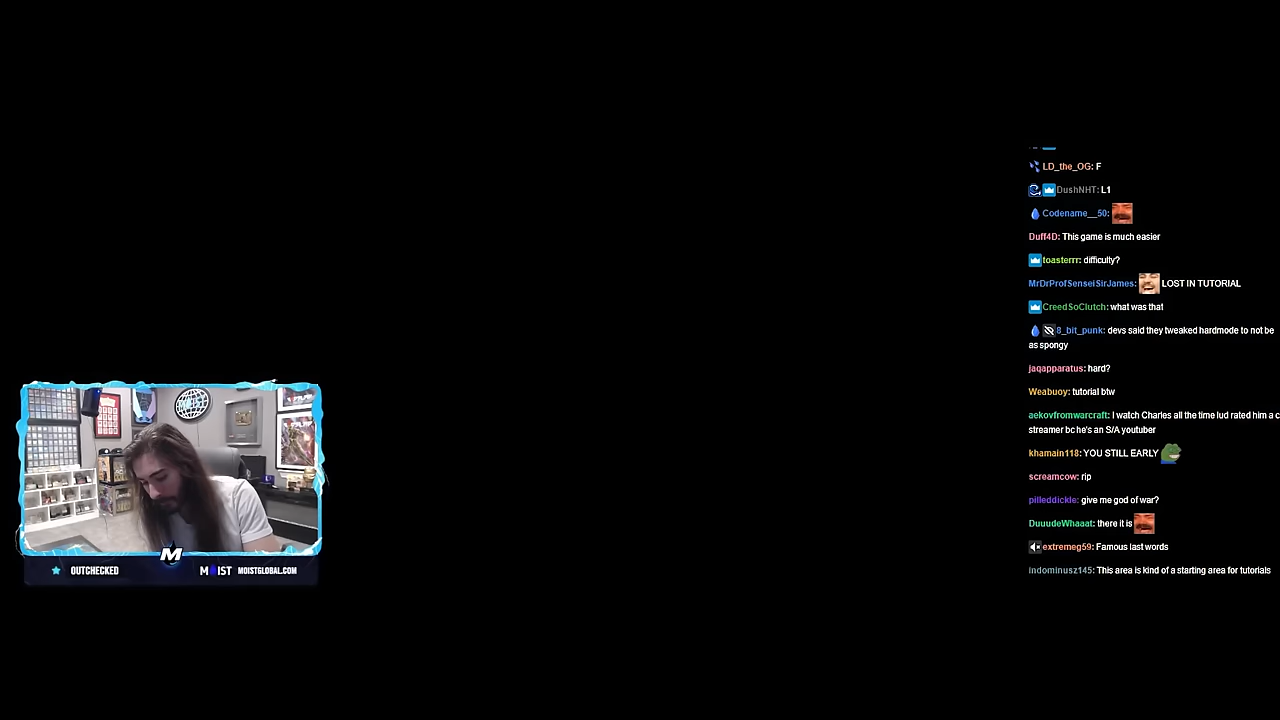 LD_the_OG: F
DushNHT: L1
Codename__50:
Duff4D: This game is much easier
toasterrr: difficulty?
MrDrProfSenseiSirJames: LOST IN TUTORIAL
CreedSoClutch: what was that
8_bit_punk: devs said they tweaked hardmode to not be
as spongy
jaqapparatus: hard?
Weabuoy: tutorial btw
aekovfromwarcraft: I watch Charles all the time lud rated him a c
streamer bc he's an S/A youtuber
khamain118: YOU STILL EARLY
screamcow: rip
pilleddickle: give me god of war?
DuuudeWhaaat: there it is
extremeg59: Famous last words
indominusz145: This area is kind of a starting area for tutorials
M
OUTCHECKED
MOIST MOISTGLOBAL.COM